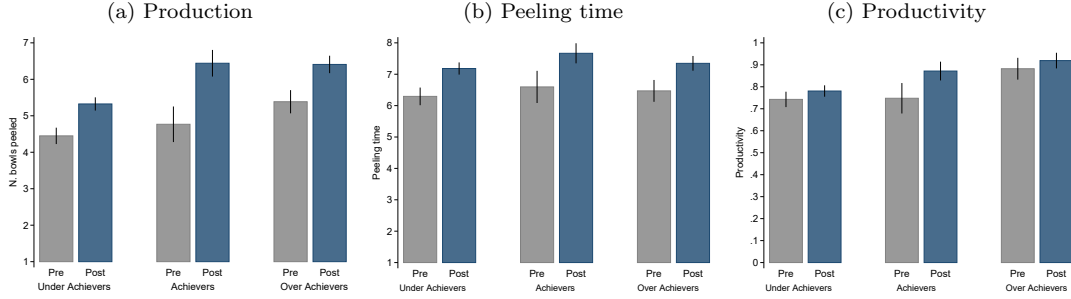 (a) Production
N. bowls peeled
7
6
5
4
3
2
1
Pre Post Pre Post Pre Post
Under Achievers Achievers Over Achievers
(b) Peeling time
Peeling time
8
7
6
5
4
3
2
1
Pre Post Pre Post Pre Post
Under Achievers Achievers Over Achievers
(c) Productivity
Productivity
1
.9
.8
.7
.6
.5
.4
.3
.2
.1
0
Pre Post Pre Post Pre Post
Under Achievers Achievers Over Achievers